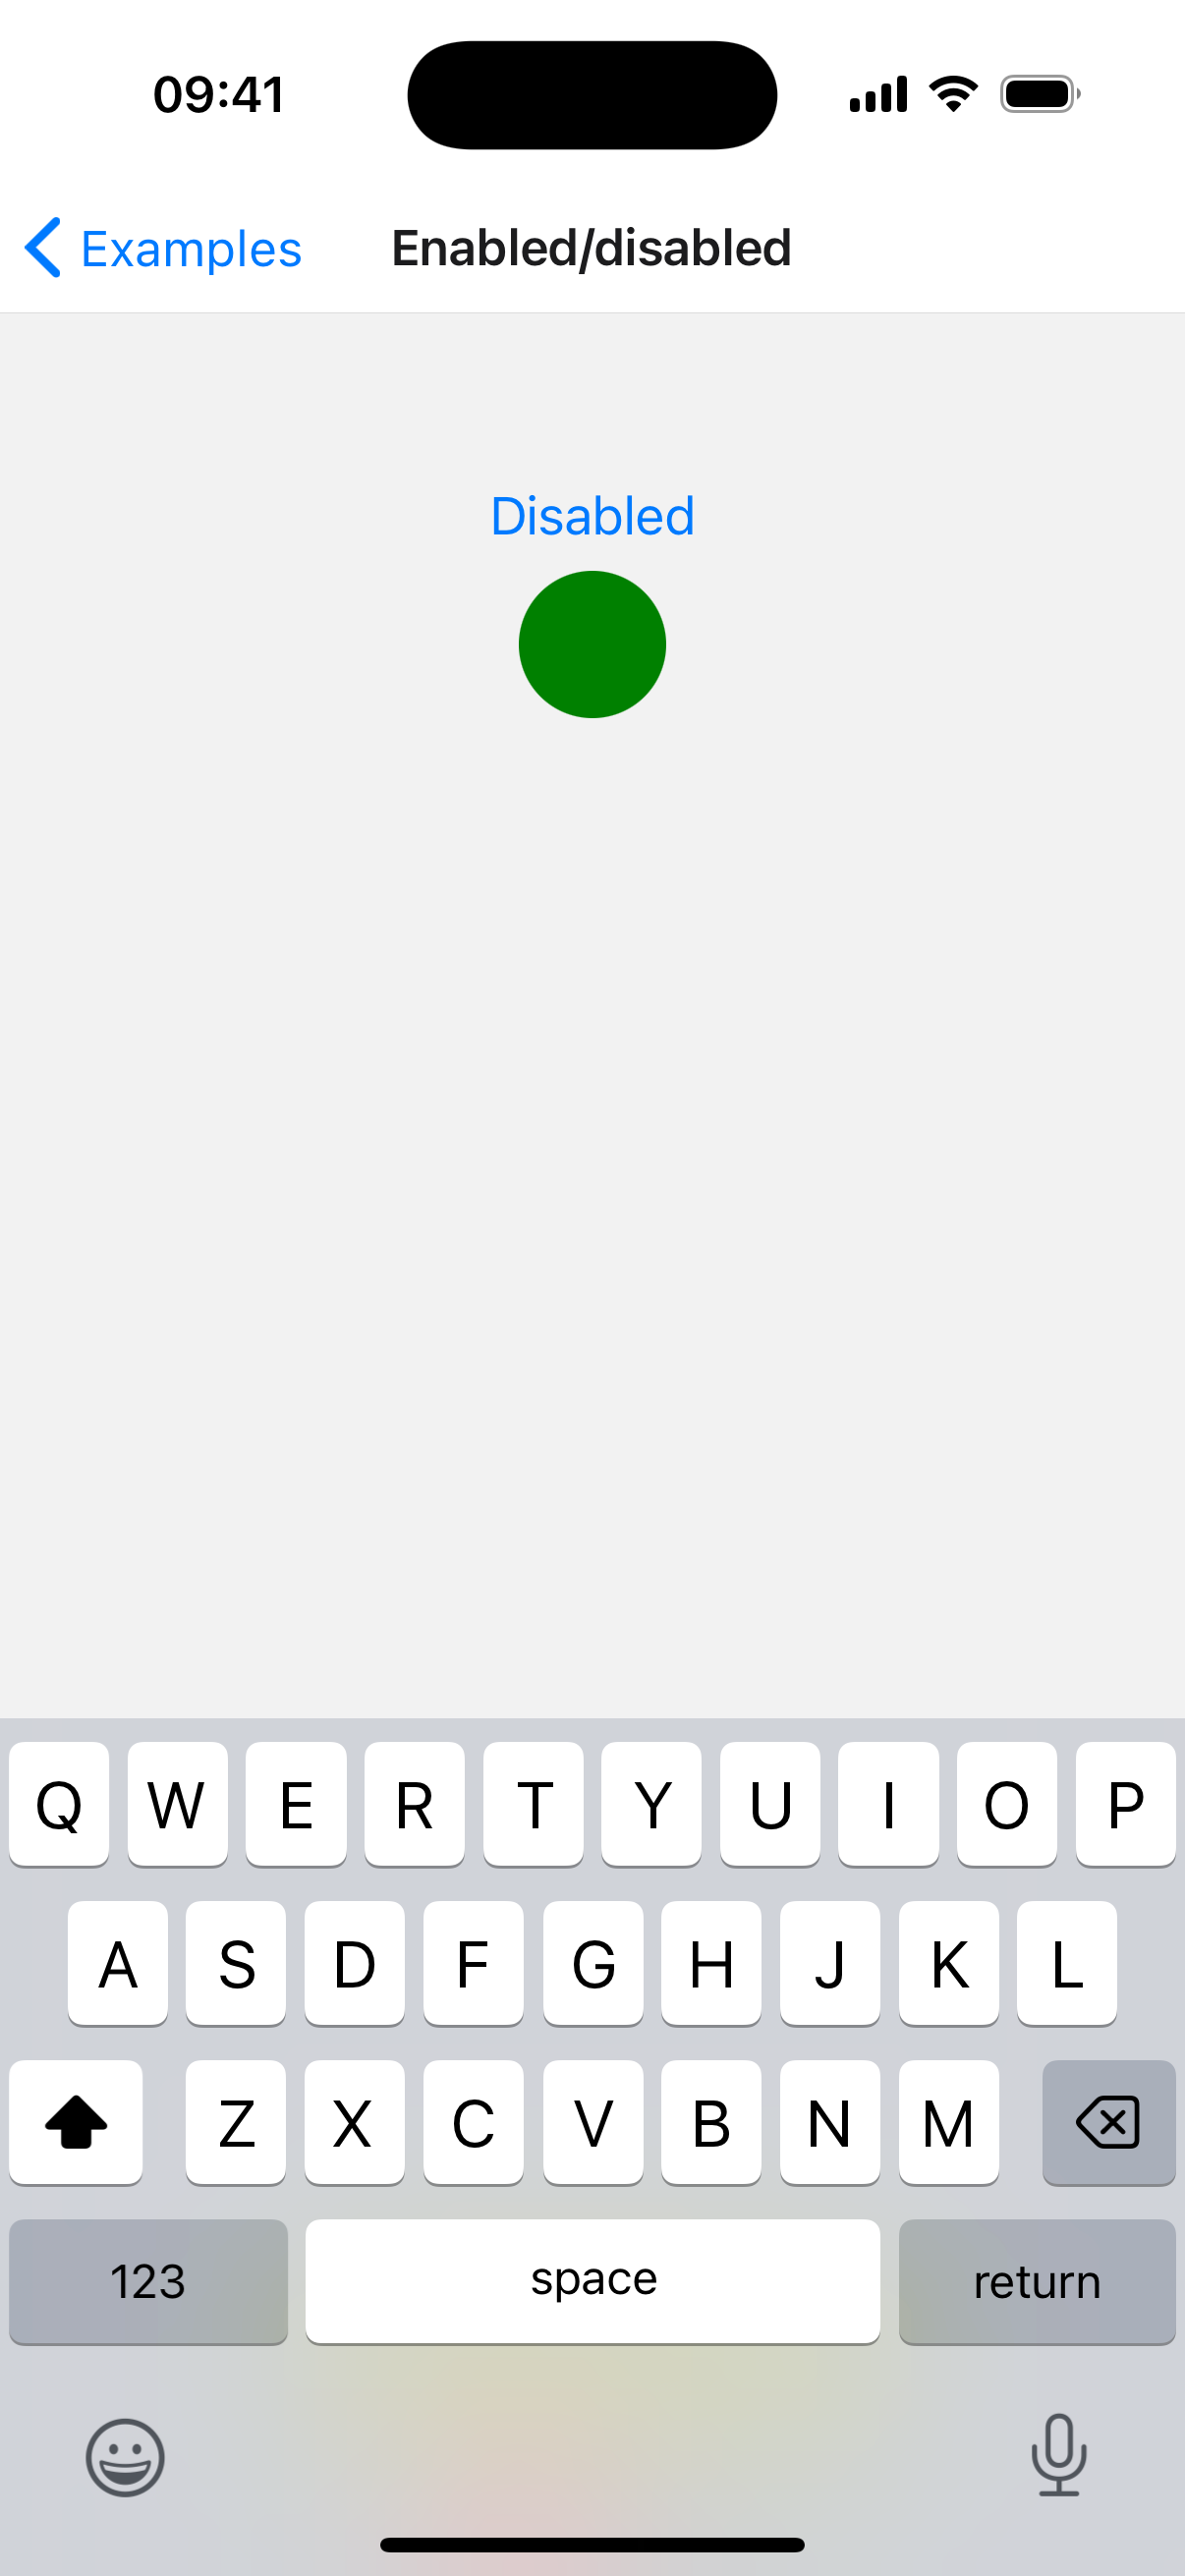 09:41
Examples
Enabled/disabled
Disabled
Q W E R T Y U I O P
A S D F G H J K L
Z X C V B N M
123 space return